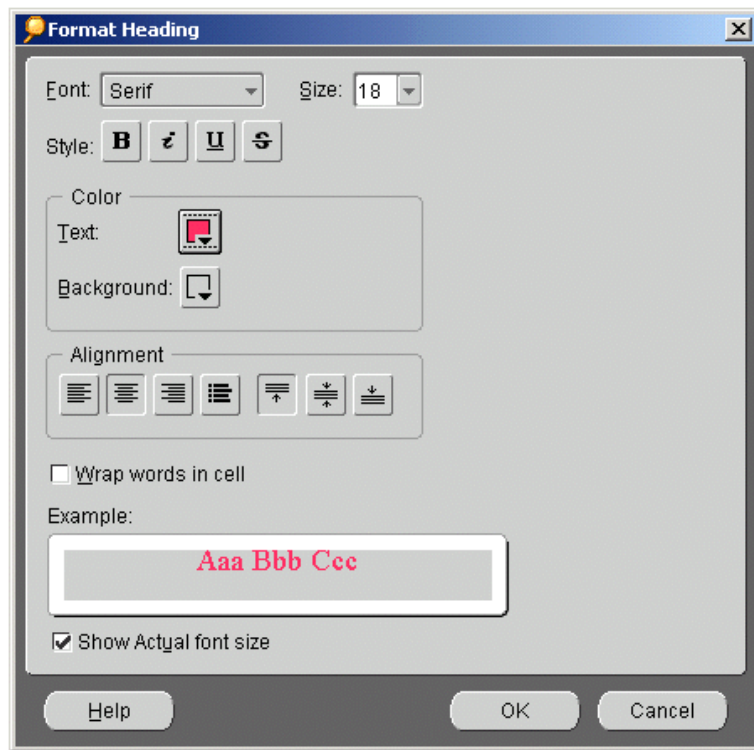 Format Heading
Font: Serif Size: 18
Style: B i U S
Color
Text:
Background:
Alignment
Wrap words in cell
Example:
Aaa Bbb Ccc
Show Actual font size
Help OK Cancel